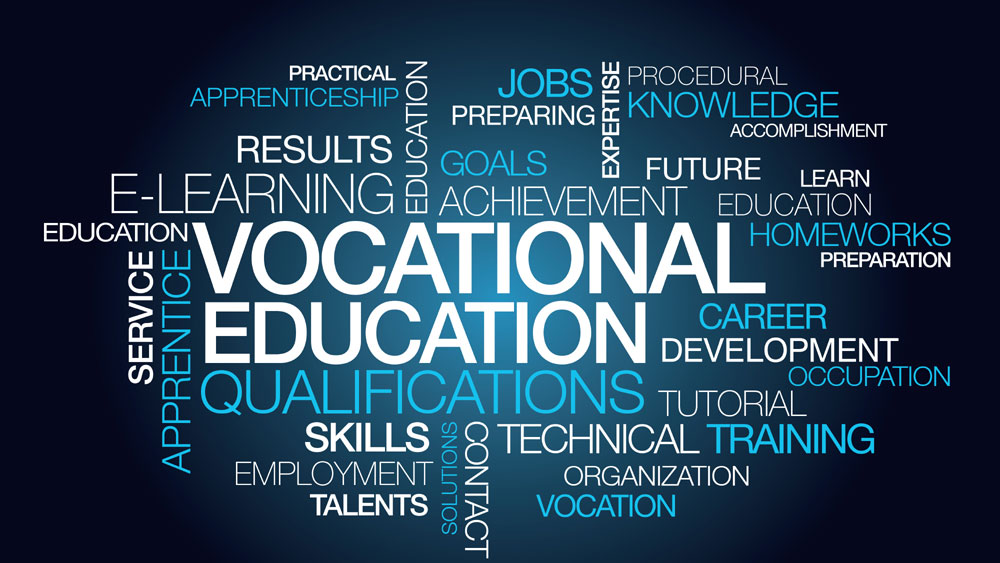 PRACTICAL
APPRENTICESHIP
EDUCATION
JOBS
PREPARING
EXPERTISE
PROCEDURAL
KNOWLEDGE
ACCOMPLISHMENT
RESULTS
GOALS
FUTURE
LEARN
E-LEARNING
ACHIEVEMENT
EDUCATION
EDUCATION
VOCATIONAL
HOMEWORKS
PREPARATION
SERVICE
APPRENTICE
EDUCATION
CAREER
DEVELOPMENT
OCCUPATION
QUALIFICATIONS
TUTORIAL
SKILLS
SOLUTIONS
CONTACT
TECHNICAL TRAINING
EMPLOYMENT
ORGANIZATION
TALENTS
VOCATION